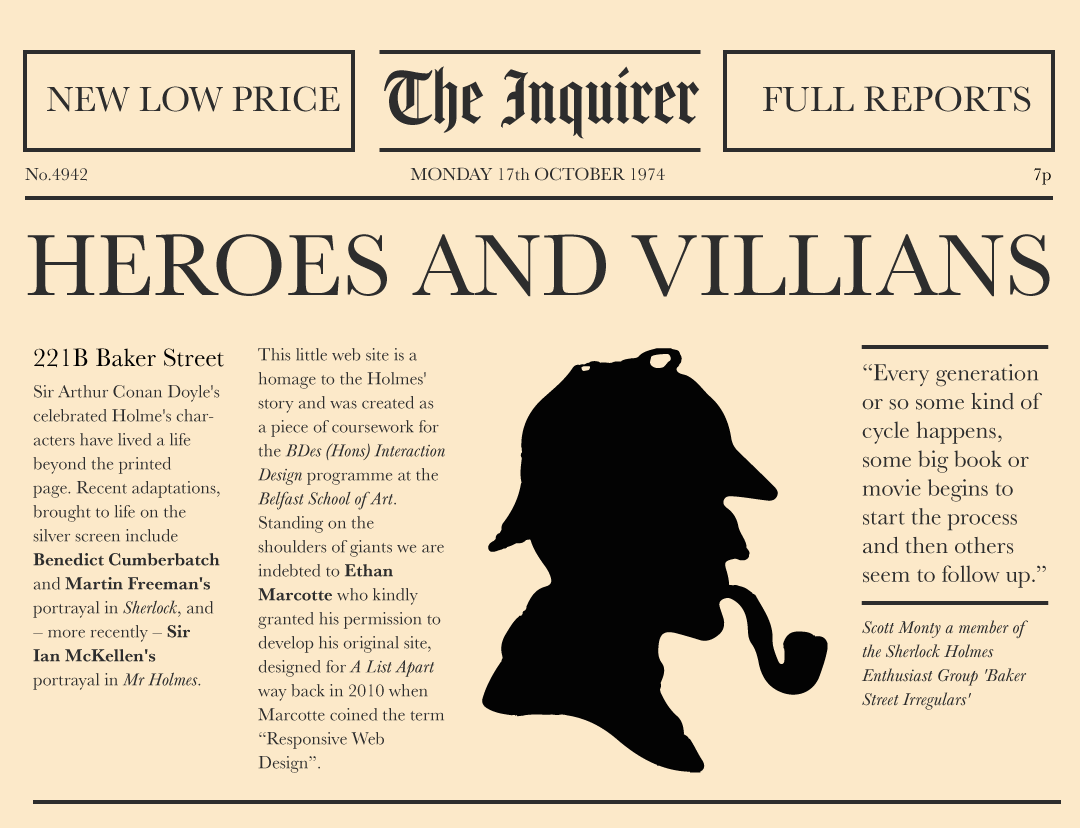 NEW LOW PRICE
The Inquirer
FULL REPORTS
No.4942
MONDAY 17th OCTOBER 1974
7p
HEROES AND VILLIANS
221B Baker Street
Sir Arthur Conan Doyle's
celebrated Holme's char-
acters have lived a life
beyond the printed
page. Recent adaptations,
brought to life on the
silver screen include
Benedict Cumberbatch
and Martin Freeman's
portrayal in Sherlock, and
– more recently – Sir
Ian McKellen's
portrayal in Mr Holmes.
This little web site is a
homage to the Holmes'
story and was created as
a piece of coursework for
the BDes (Hons) Interaction
Design programme at the
Belfast School of Art.
Standing on the
shoulders of giants we are
indebted to Ethan
Marcotte who kindly
granted his permission to
develop his original site,
designed for A List Apart
way back in 2010 when
Marcotte coined the term
“Responsive Web
Design”.
“Every generation
or so some kind of
cycle happens,
some big book or
movie begins to
start the process
and then others
seem to follow up.”
Scott Monty a member of
the Sherlock Holmes
Enthusiast Group 'Baker
Street Irregulars'